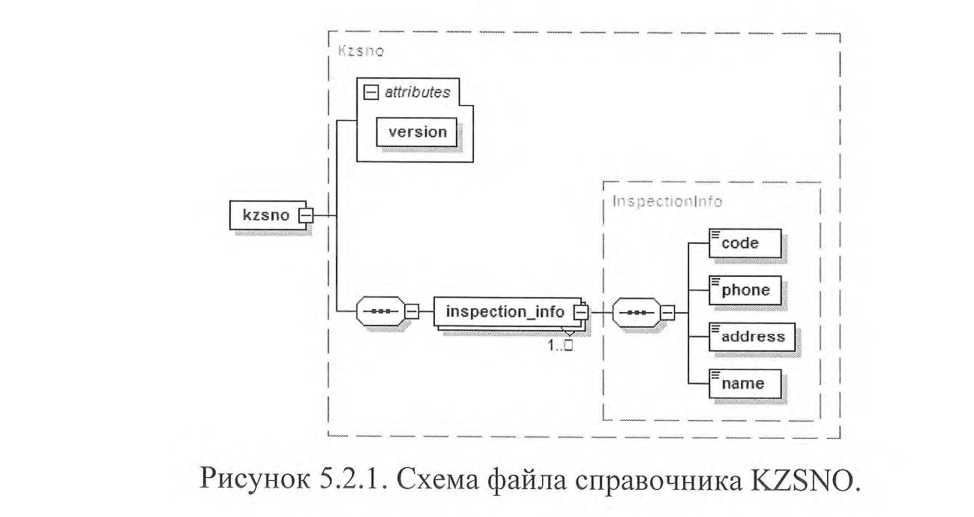 Kzsno
attributes
version
kzsno
InspectionInfo
code
phone
inspection_info
address
1..□
name
Рисунок 5.2.1. Схема файла справочника KZSNO.